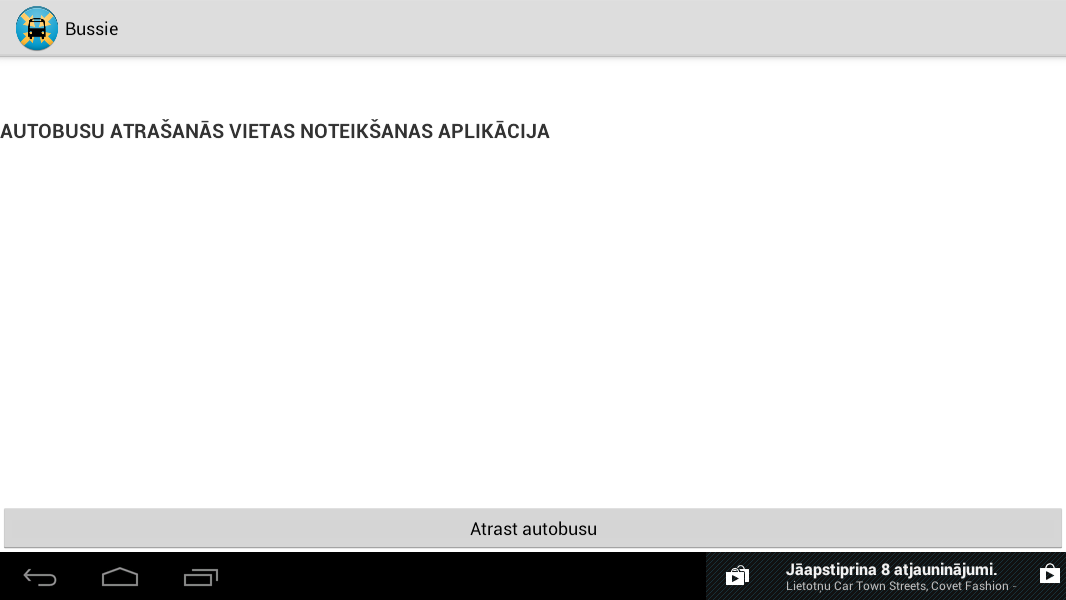 Bussie
AUTOBUSU ATRAŠANĀS VIETAS NOTEIKŠANAS APLIKĀCIJA
Atrast autobusu
Jāapstiprina 8 atjauninājumi.
Lietotņu Car Town Streets, Covet Fashion -